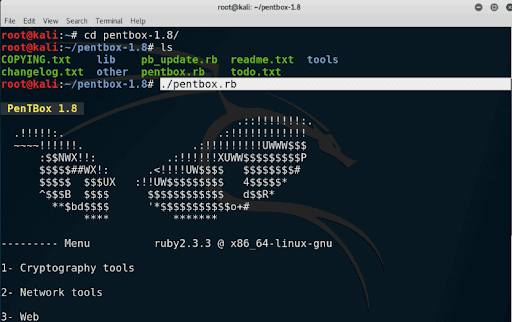 root@kali: ~/pentbox-1.8
File Edit View Search Terminal Help
root@kali:~# cd pentbox-1.8/
root@kali:~/pentbox-1.8# ls
COPYING.txt lib pb_update.rb readme.txt tools
changelog.txt other pentbox.rb todo.txt
root@kali:~/pentbox-1.8# ./pentbox.rb
PenTBox 1.8
.::!!!!!!!:.
.!!!!!:. .:!!!!!!!!!!!!
~~~~!!!!!!. .:!!!!!!!!!UWWW$$$
:$$NWX!!: .:!!!!!!XUWW$$$$$$$$$P
$$$$$##WX!: .<!!!!UW$$$$ $$$$$$$$#
$$$$$ $$$UX :!!UW$$$$$$$$$ 4$$$$$*
^$$$B $$$$ $$$$$$$$$$$$ d$$R*
**$bd$$$$ '*$$$$$$$$$$$o+#
**** *******
--------- Menu ruby2.3.3 @ x86_64-linux-gnu
1- Cryptography tools
2- Network tools
3- Web